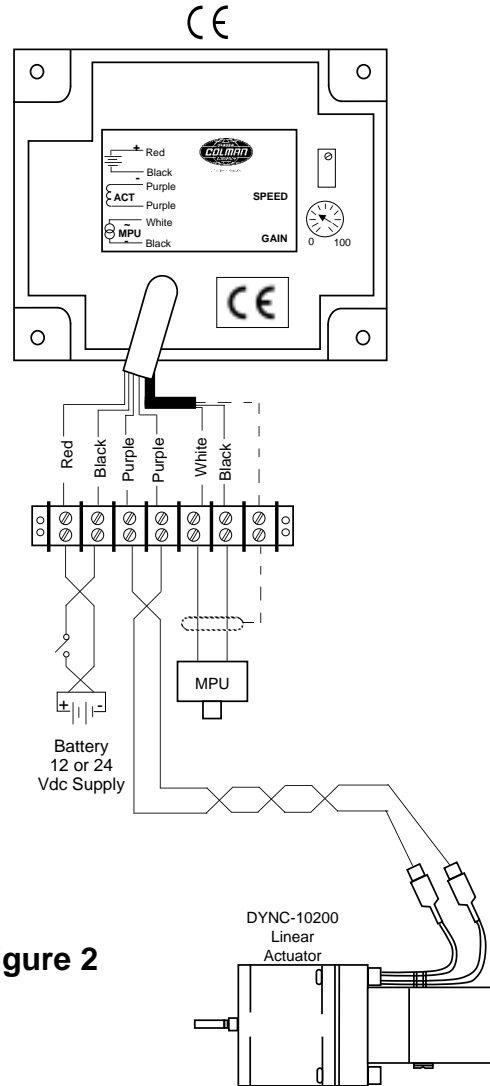 CE
+ Red
COLMAN
Black
-
Purple
ACT
Purple
SPEED
~ White
MPU
- Black
GAIN
0 100
CE
Red
Black
Purple
Purple
White
Black
MPU
+ -
Battery
12 or 24
Vdc Supply
DYNC-10200
Linear
Actuator
gure 2